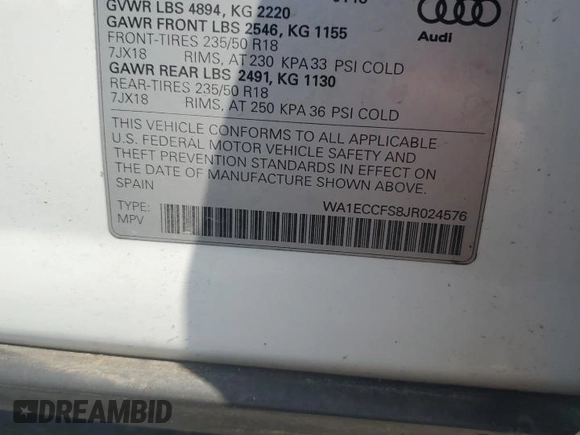 GVWR LBS 4894, KG 2220
GAWR FRONT LBS 2546, KG 1155
FRONT-TIRES 235/50 R18
7JX18 RIMS, AT 230 KPA 33 PSI COLD
GAWR REAR LBS 2491, KG 1130
REAR-TIRES 235/50 R18
7JX18 RIMS, AT 250 KPA 36 PSI COLD
Audi
THIS VEHICLE CONFORMS TO ALL APPLICABLE
U.S. FEDERAL MOTOR VEHICLE SAFETY AND
THEFT PREVENTION STANDARDS IN EFFECT ON
THE DATE OF MANUFACTURE SHOWN ABOVE.
SPAIN
TYPE: WA1ECCFS8JR024576
MPV
DREAMBID